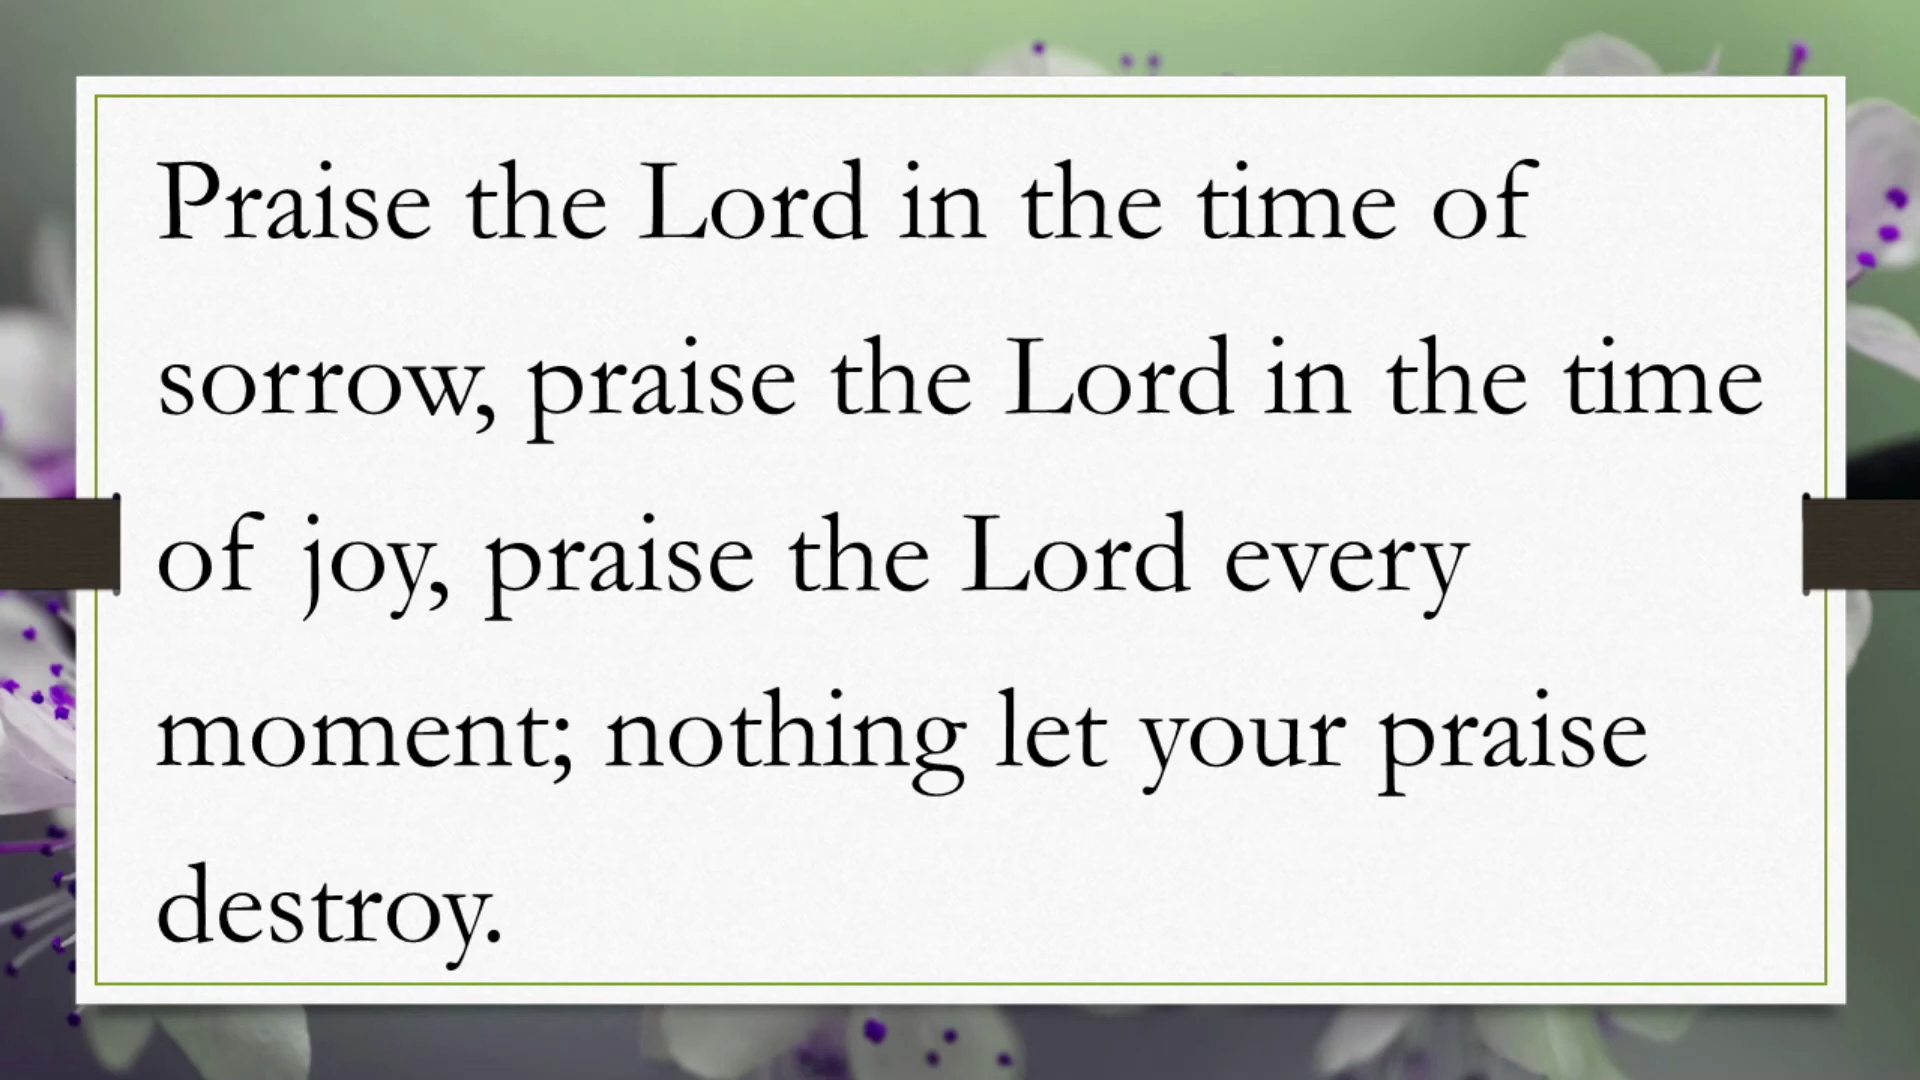 Praise the Lord in the time of
sorrow, praise the Lord in the time
of joy, praise the Lord every
moment; nothing let your praise
destroy.